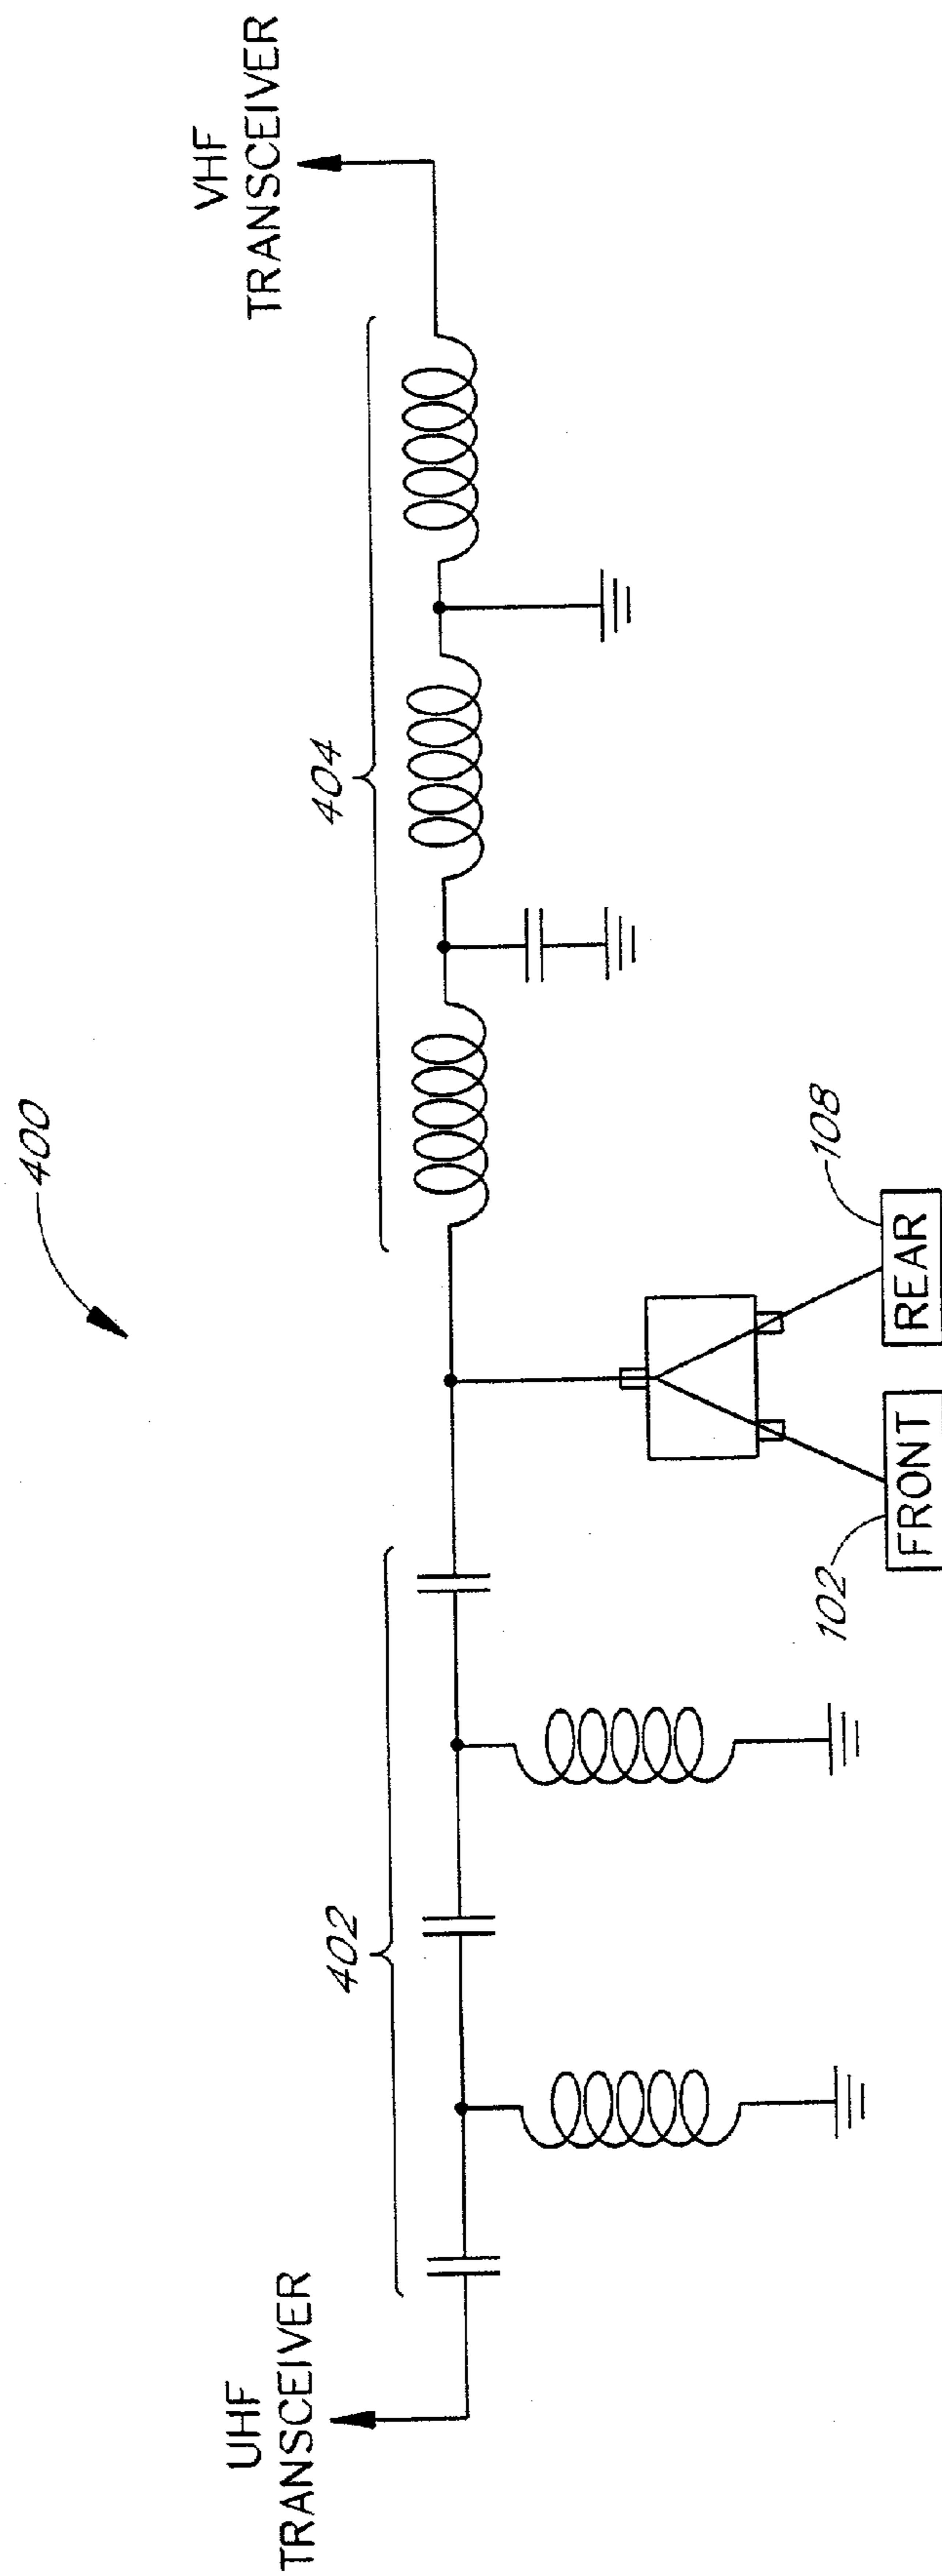 400
UHF
TRANSCEIVER
VHF
TRANSCEIVER
402
404
102
FRONT
REAR
108